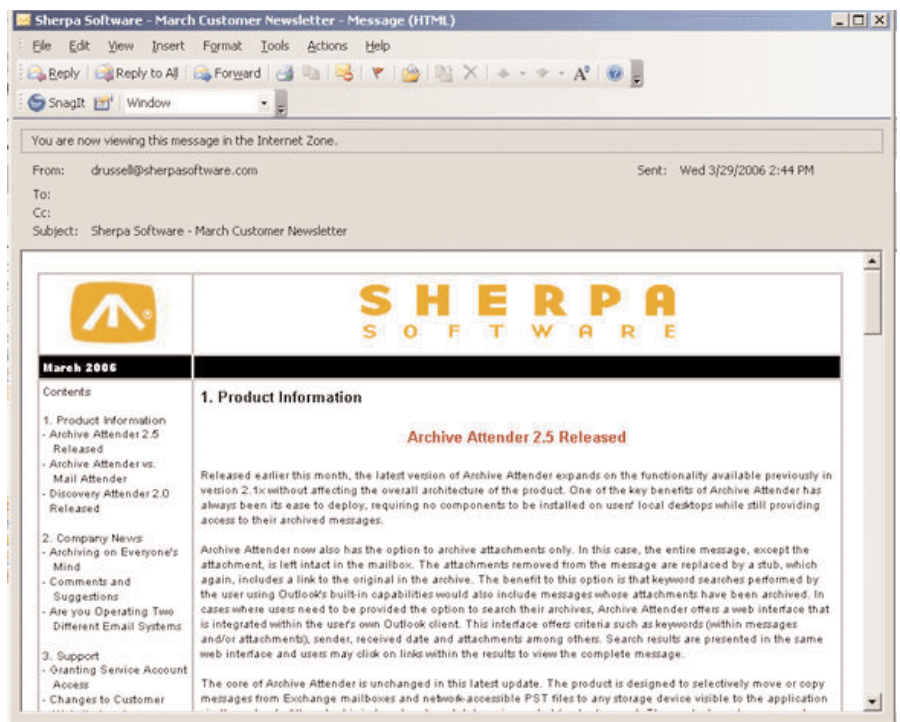 Sherpa Software - March Customer Newsletter - Message (HTML)
File Edit View Insert Format Tools Actions Help
Reply Reply to All Forward
SnagIt Window
You are now viewing this message in the Internet Zone.
From: drussell@sherpasoftware.com Sent: Wed 3/29/2006 2:44 PM
To:
Cc:
Subject: Sherpa Software - March Customer Newsletter
SHERPA
SOFTWARE
March 2006
Contents
1. Product Information
- Archive Attender 2.5
Released
- Archive Attender vs.
Mail Attender
- Discovery Attender 2.0
Released
2. Company News
- Archiving on Everyone's
Mind
- Comments and
Suggestions
- Are you Operating Two
Different Email Systems
3. Support
- Granting Service Account
Access
- Changes to Customer
1. Product Information
Archive Attender 2.5 Released
Released earlier this month, the latest version of Archive Attender expands on the functionality available previously in
version 2.1x without affecting the overall architecture of the product. One of the key benefits of Archive Attender has
always been its ease to deploy, requiring no components to be installed on users' local desktops while still providing
access to their archived messages.
Archive Attender now also has the option to archive attachments only. In this case, the entire message, except the
attachment, is left intact in the mailbox. The attachments removed from the message are replaced by a stub, which
again, includes a link to the original in the archive. The benefit to this option is that keyword searches performed by
the user using Outlook's built-in capabilities would also include messages whose attachments have been archived. In
cases where users need to be provided the option to search their archives, Archive Attender offers a web interface that
is integrated within the user's own Outlook client. This interface offers criteria such as keywords (within messages
and/or attachments), sender, received date and attachments among others. Search results are presented in the same
web interface and users may click on links within the results to view the complete message.
The core of Archive Attender is unchanged in this latest update. The product is designed to selectively move or copy
messages from Exchange mailboxes and network-accessible PST files to any storage device visible to the application